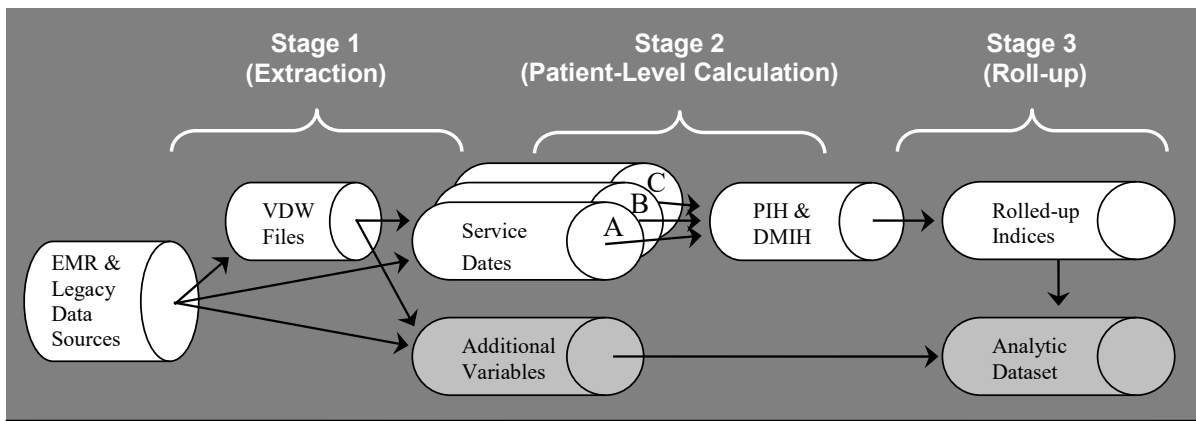 Stage 1
(Extraction)
Stage 2
(Patient-Level Calculation)
Stage 3
(Roll-up)
EMR &
Legacy
Data
Sources
VDW
Files
Service
Dates
A
B
C
PIH &
DMIH
Rolled-up
Indices
Additional
Variables
Analytic
Dataset